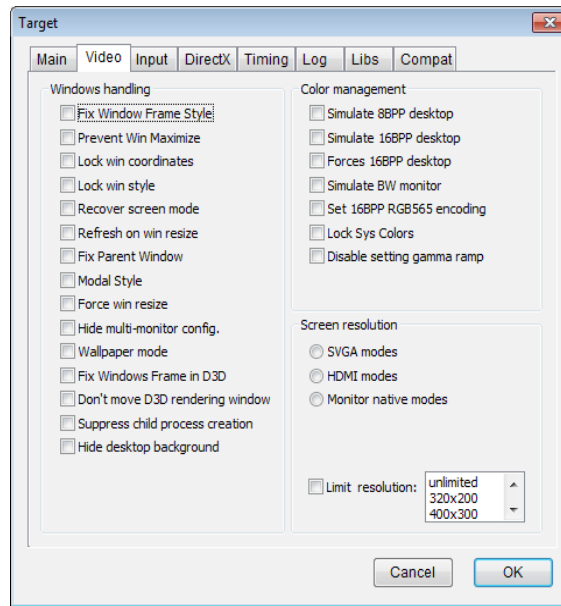 Target
Main Video Input DirectX Timing Log Libs Compat
Windows handling
Fix Window Frame Style
Prevent Win Maximize
Lock win coordinates
Lock win style
Recover screen mode
Refresh on win resize
Fix Parent Window
Modal Style
Force win resize
Hide multi-monitor config.
Wallpaper mode
Fix Windows Frame in D3D
Don't move D3D rendering window
Suppress child process creation
Hide desktop background
Color management
Simulate 8BPP desktop
Simulate 16BPP desktop
Forces 16BPP desktop
Simulate BW monitor
Set 16BPP RGB565 encoding
Lock Sys Colors
Disable setting gamma ramp
Screen resolution
SVGA modes
HDMI modes
Monitor native modes
Limit resolution:
unlimited
320x200
400x300
Cancel OK